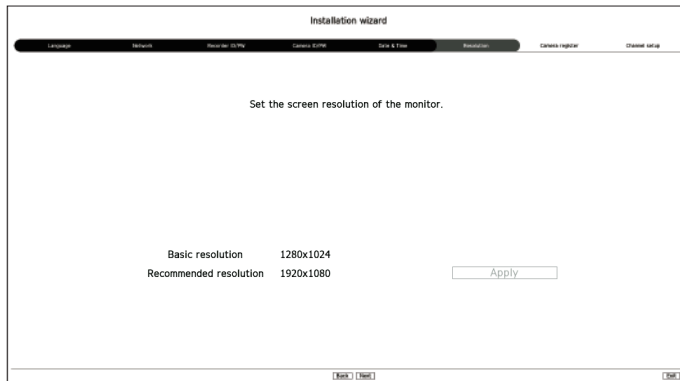 Installation wizard
Language Network Recorder ID/PW Camera ID/PW Date & Time Resolution Camera register Channel setup
Set the screen resolution of the monitor.
Basic resolution 1280x1024
Recommended resolution 1920x1080 Apply
Back Next Exit